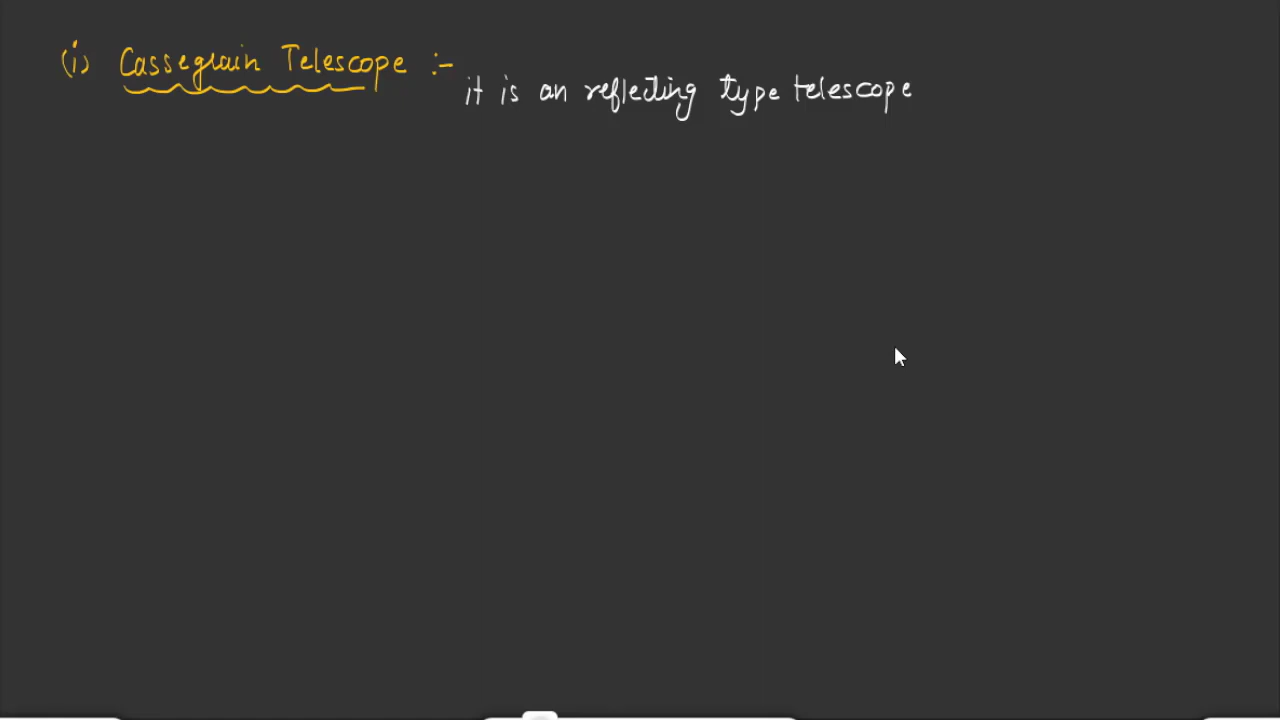 (i) Cassegrain Telescope :-
it is an reflecting type telescope